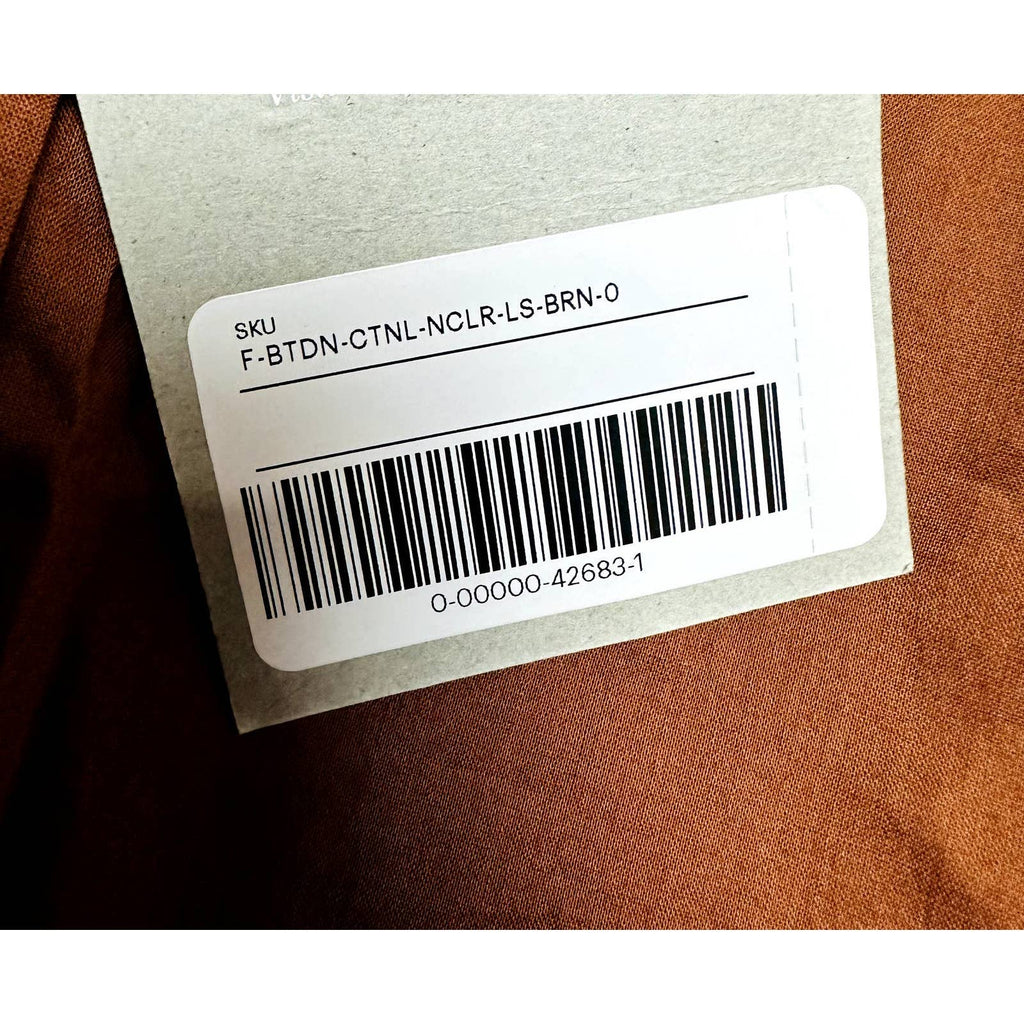 SKU
F-BTDN-CTNL-NCLR-LS-BRN-0
0-00000-42683-1